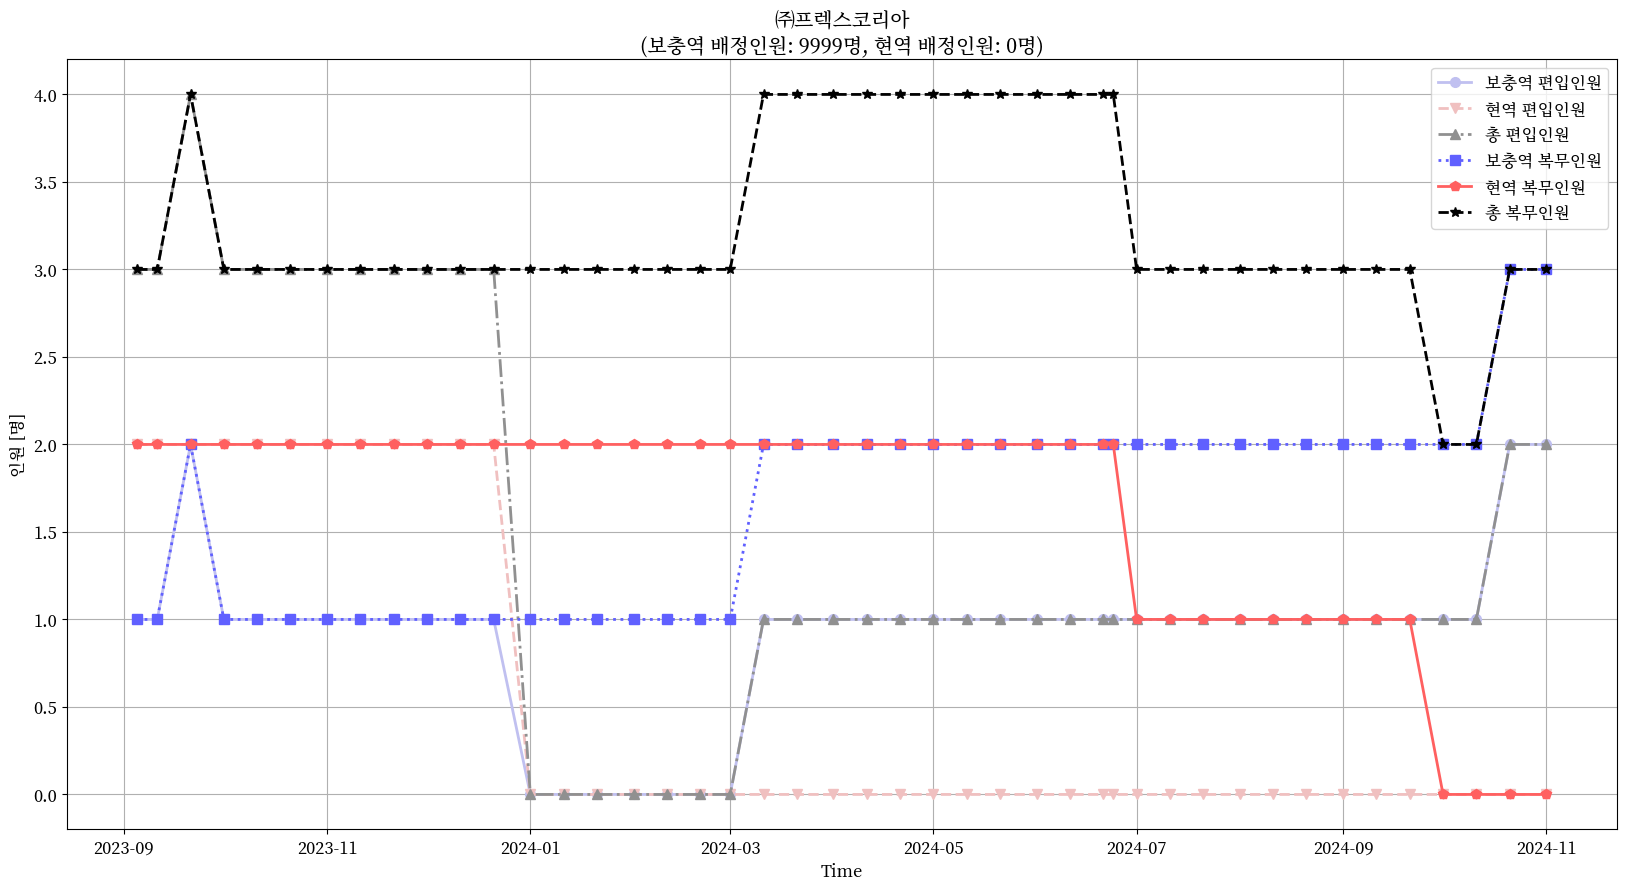 ㈜프렉스코리아
(보충역 배정인원: 9999명, 현역 배정인원: 0명)
보충역 편입인원
현역 편입인원
총 편입인원
보충역 복무인원
현역 복무인원
총 복무인원
인원 [명]
4.0
3.5
3.0
2.5
2.0
1.5
1.0
0.5
0.0
2023-09
2023-11
2024-01
2024-03
2024-05
2024-07
2024-09
2024-11
Time